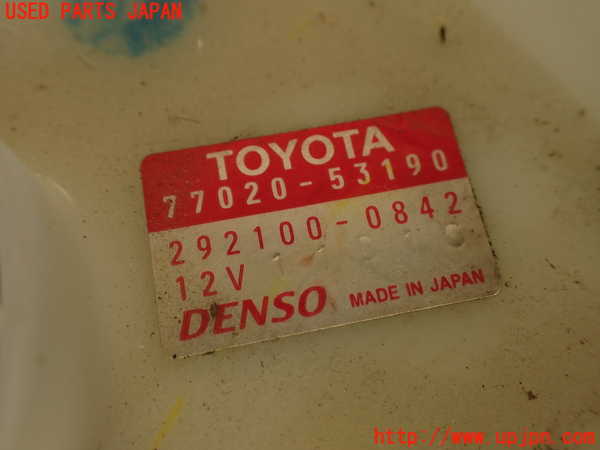 USED PARTS JAPAN
TOYOTA
77020-53190
292100-0842
12V
DENSO MADE IN JAPAN
http://www.upjpn.com/